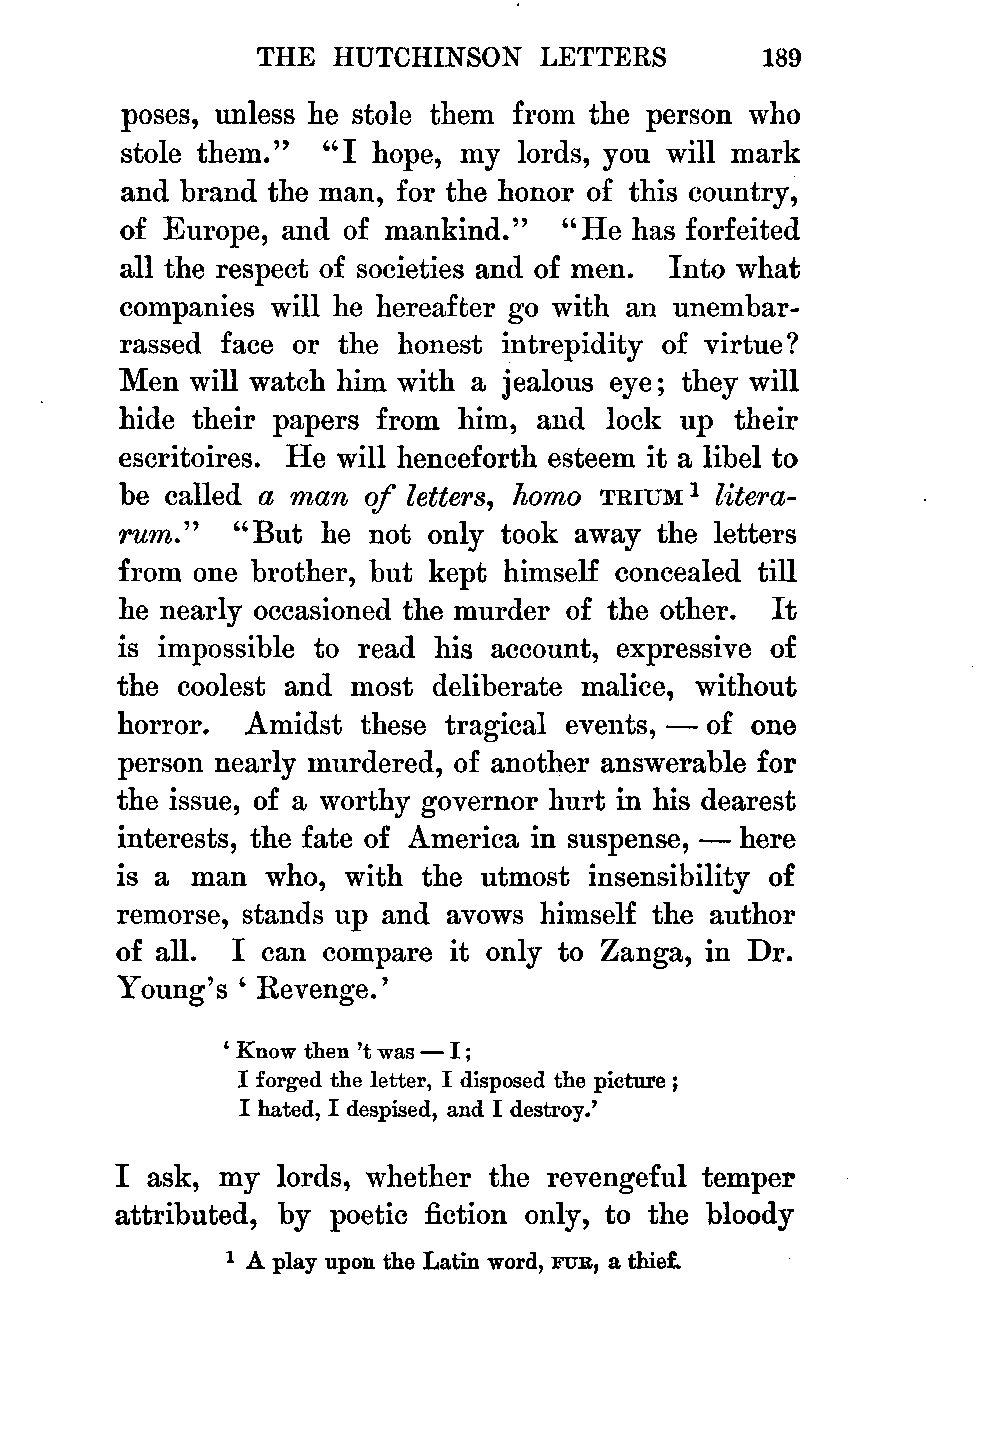 THE HUTCHINSON LETTERS 189
poses, unless he stole them from the person who
stole them." "I hope, my lords, you will mark
and brand the man, for the honor of this country,
of Europe, and of mankind." "He has forfeited
all the respect of societies and of men. Into what
companies will he hereafter go with an unembar-
rassed face or the honest intrepidity of virtue?
Men will watch him with a jealous eye; they will
hide their papers from him, and lock up their
escritoires. He will henceforth esteem it a libel to
be called a man of letters, homo TRIUM¹ litera-
rum." "But he not only took away the letters
from one brother, but kept himself concealed till
he nearly occasioned the murder of the other. It
is impossible to read his account, expressive of
the coolest and most deliberate malice, without
horror. Amidst these tragical events, — of one
person nearly murdered, of another answerable for
the issue, of a worthy governor hurt in his dearest
interests, the fate of America in suspense, — here
is a man who, with the utmost insensibility of
remorse, stands up and avows himself the author
of all. I can compare it only to Zanga, in Dr.
Young's ' Revenge.'
' Know then 't was — I;
I forged the letter, I disposed the picture;
I hated, I despised, and I destroy.'
I ask, my lords, whether the revengeful temper
attributed, by poetic fiction only, to the bloody
¹ A play upon the Latin word, FUR, a thief.